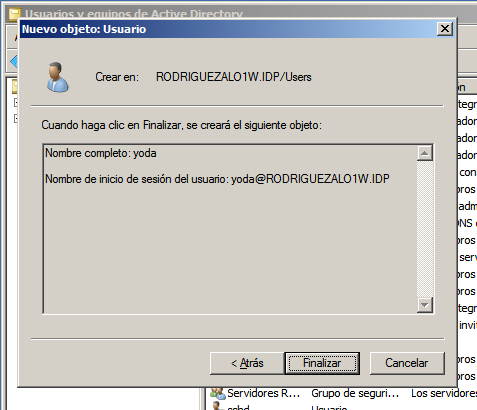 Usuarios y equipos de Active Directory
Nuevo objeto: Usuario
Crear en: RODRIGUEZALO1W.IDP/Users
Cuando haga clic en Finalizar, se creará el siguiente objeto:
Nombre completo: yoda
Nombre de inicio de sesión del usuario: yoda@RODRIGUEZALO1W.IDP
< Atrás
Finalizar
Cancelar
Servidores R... Grupo de seguri... Los servidores
sshd Usuario